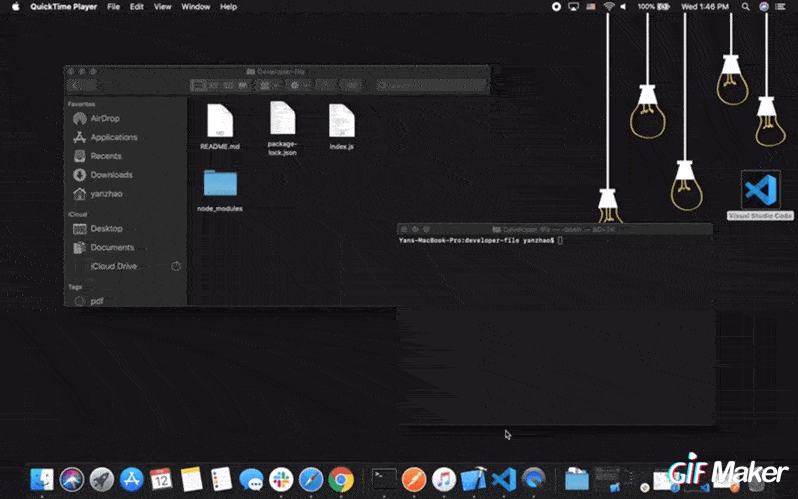 QuickTime Player File Edit View Window Help
100% Wed 1:46 PM
Developer-file
Favorites
AirDrop
Applications
Recents
Downloads
yanzhao
iCloud
Desktop
Documents
iCloud Drive
Tags
pdf
README.md
package-lock.json
Index.js
node_modules
Visual Studio Code
Yans-MacBook-Pro:developer-file yanzhao$
12
GIF Maker